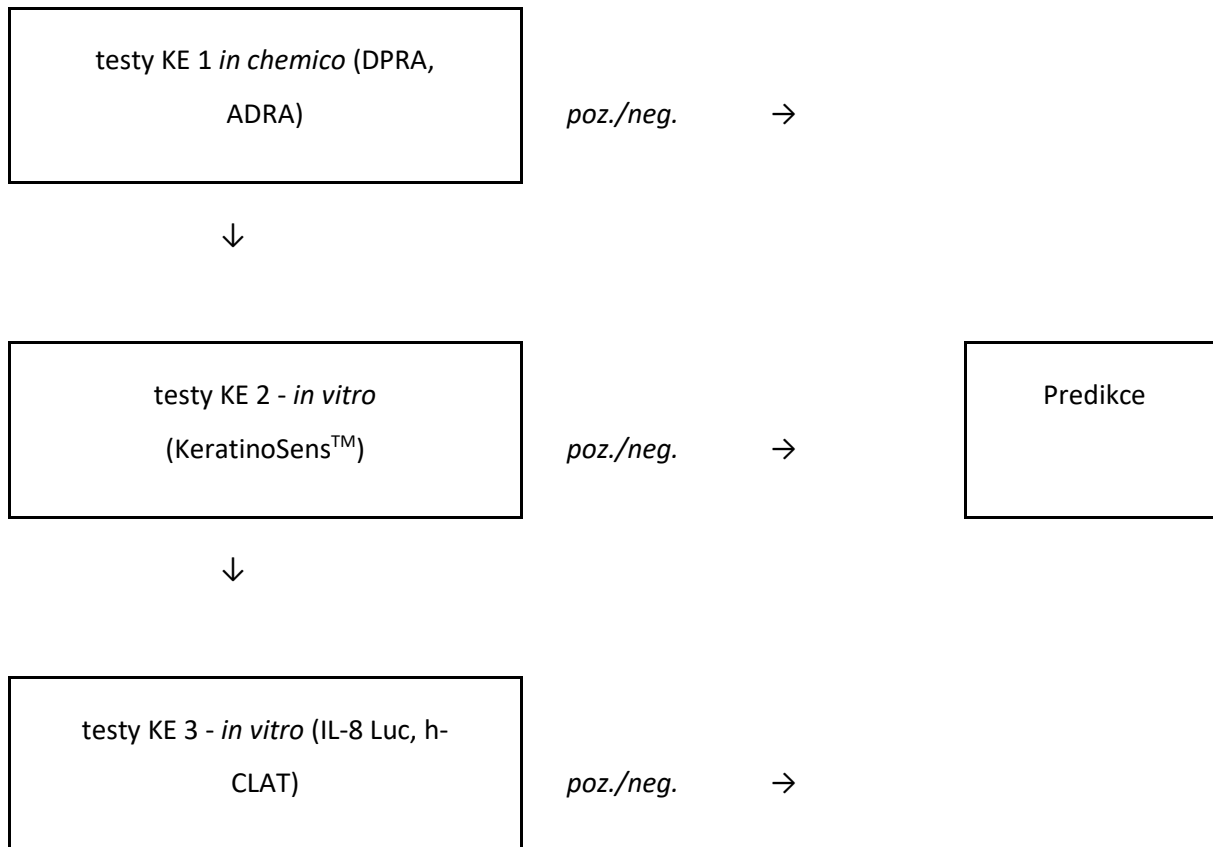 testy KE 1 in chemico (DPRA,
ADRA)
poz./neg. →
↓
testy KE 2 - in vitro
(KeratinoSens™)
poz./neg. →
Predikce
↓
testy KE 3 - in vitro (IL-8 Luc, h-
CLAT)
poz./neg. →